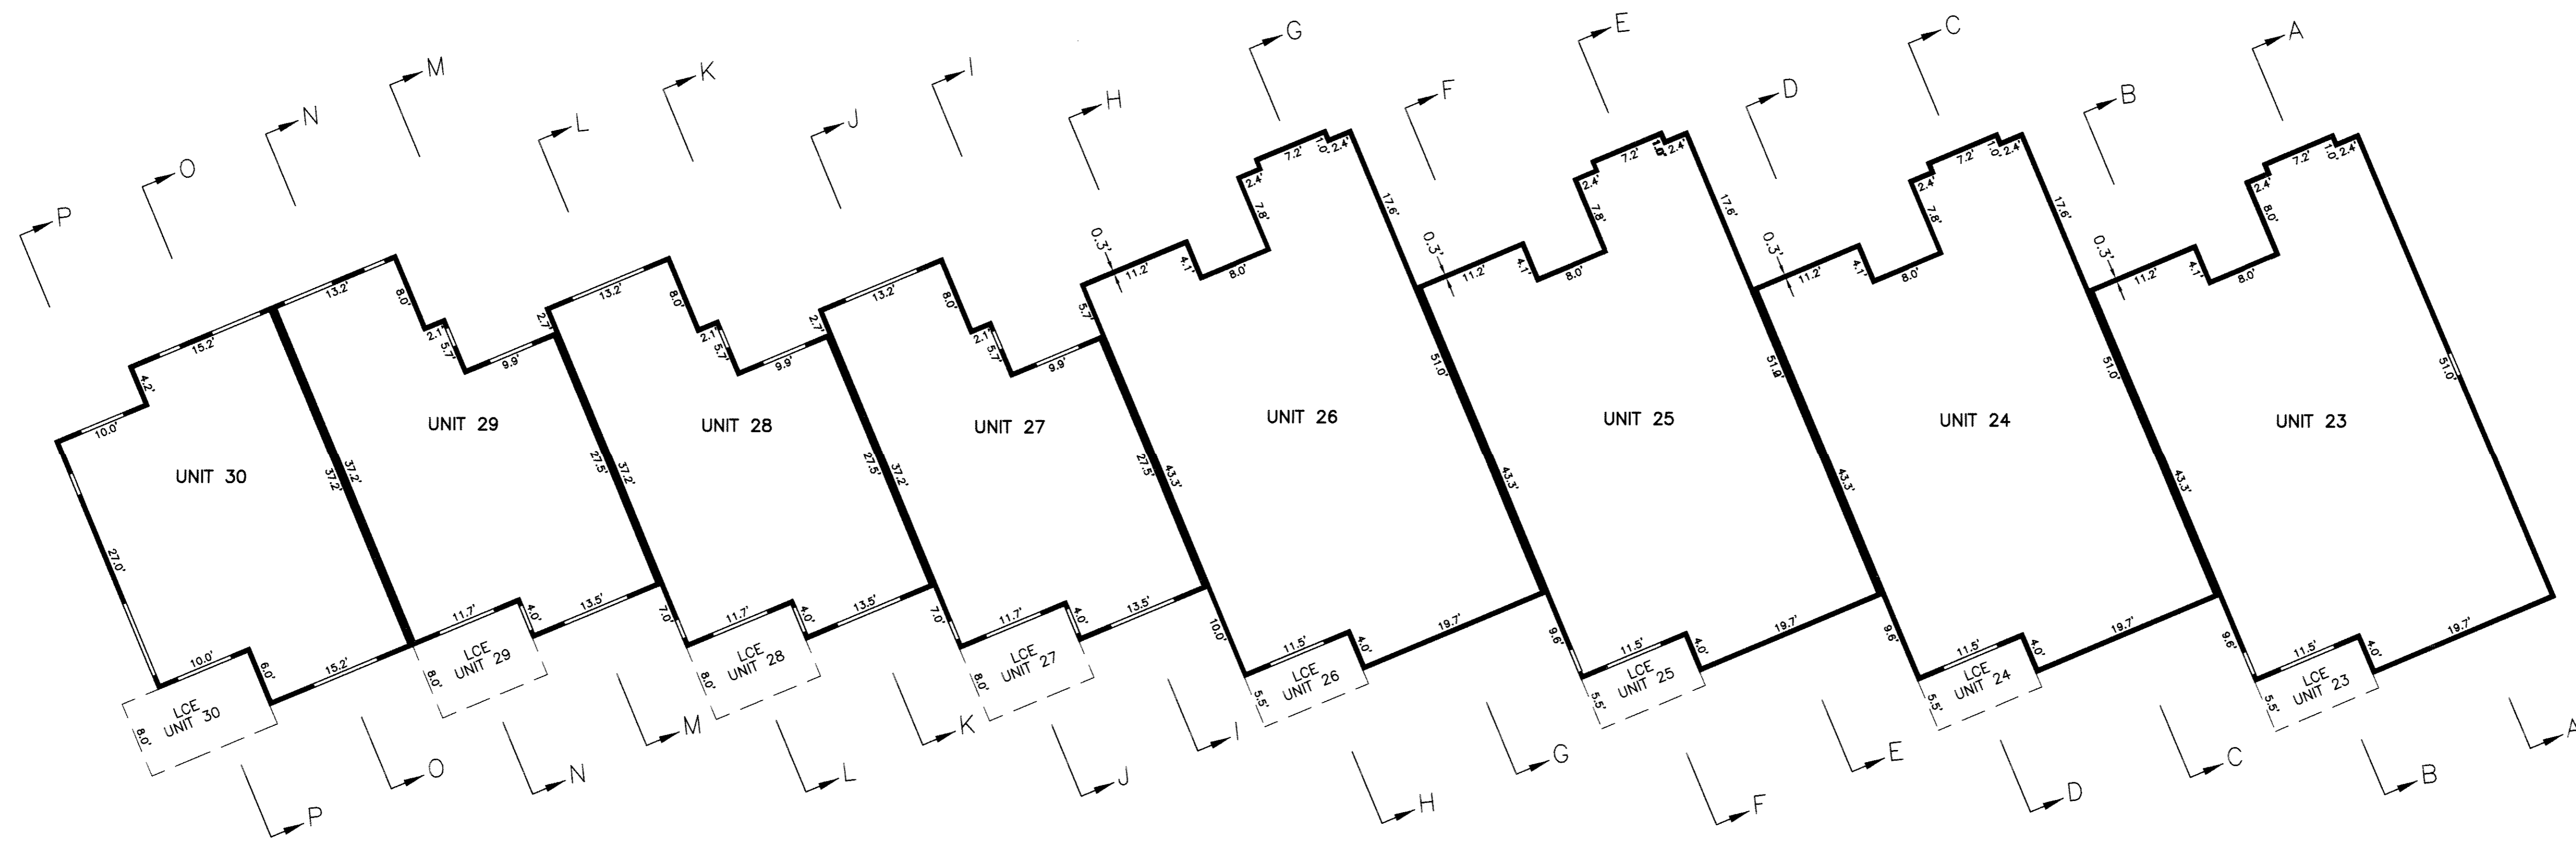 P
O
N
M
L
K
J
I
H
G
F
E
D
C
B
A
UNIT 30
15.2'
4.2'
10.0'
27.0'
37.2'
10.0'
6.0'
15.2'
LCE
UNIT 30
8.0'
UNIT 29
13.2'
8.0'
2.1'
5.7'
9.9'
37.2'
27.5'
11.7'
4.0'
13.5'
LCE
UNIT 29
8.0'
UNIT 28
2.7'
13.2'
8.0'
2.1'
5.7'
9.9'
37.2'
27.5'
7.0'
11.7'
4.0'
13.5'
LCE
UNIT 28
8.0'
UNIT 27
2.7'
13.2'
8.0'
2.1'
5.7'
9.9'
37.2'
27.5'
7.0'
11.7'
4.0'
13.5'
LCE
UNIT 27
8.0'
UNIT 26
0.3'
5.7'
11.2'
4.1'
8.0'
7.8'
2.4'
7.2'
1.0'
2.4'
17.6'
51.0'
43.3'
10.0'
11.5'
4.0'
19.7'
LCE
UNIT 26
5.5'
UNIT 25
0.3'
11.2'
4.1'
8.0'
7.8'
2.4'
7.2'
1.0'
2.4'
17.6'
51.0'
43.3'
9.6'
11.5'
4.0'
19.7'
LCE
UNIT 25
5.5'
UNIT 24
0.3'
11.2'
4.1'
8.0'
7.8'
2.4'
7.2'
1.0'
2.4'
17.6'
51.0'
43.3'
9.6'
11.5'
4.0'
19.7'
LCE
UNIT 24
5.5'
UNIT 23
0.3'
11.2'
4.1'
8.0'
8.0'
2.4'
7.2'
1.0'
2.4'
51.0'
43.3'
9.6'
11.5'
4.0'
19.7'
LCE
UNIT 23
5.5'
P
O
N
M
L
K
J
I
H
G
F
E
D
C
B
A